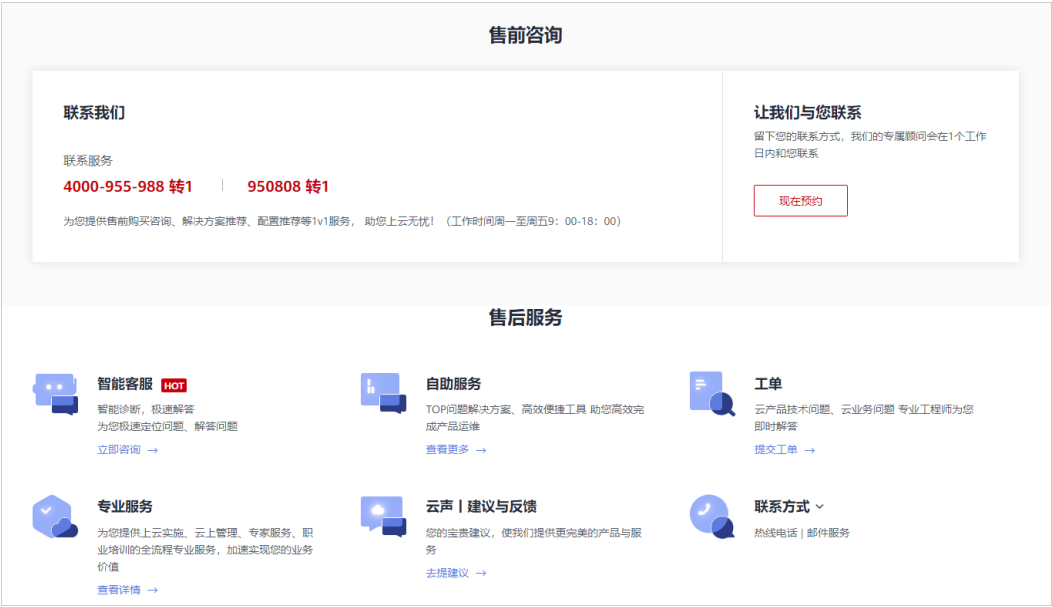 售前咨询
联系我们
联系服务
4000-955-988 转1
950808 转1
为您提供售前购买咨询、解决方案推荐、配置推荐等1v1服务， 助您上云无忧！（工作时间周一至周五9：00-18：00）
让我们与您联系
留下您的联系方式，我们的专属顾问会在1个工作
日内和您联系
现在预约
售后服务
智能客服 HOT
智能诊断，极速解答
为您极速定位问题、解答问题
立即咨询 →
自助服务
TOP问题解决方案、高效便捷工具 助您高效完
成产品运维
查看更多 →
工单
云产品技术问题、云业务问题 专业工程师为您
即时解答
提交工单 →
专业服务
为您提供上云实施、云上管理、专家服务、职
业培训的全流程专业服务，加速实现您的业务
价值
查看详情 →
云声 | 建议与反馈
您的宝贵建议，使我们提供更完美的产品与服
务
去提建议 →
联系方式
热线电话 | 邮件服务